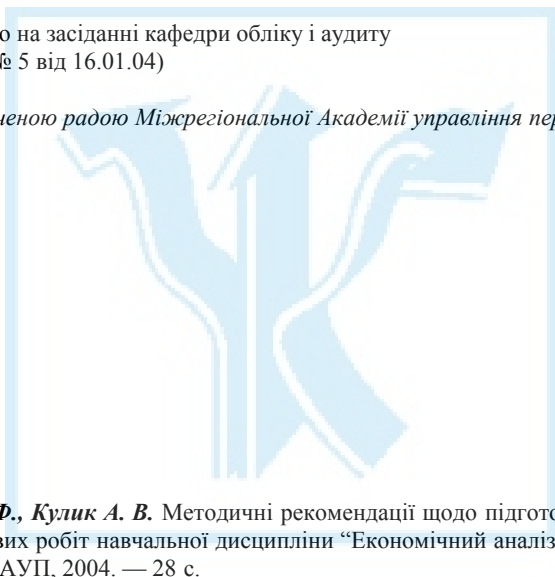 о на засіданні кафедри обліку і аудиту
№ 5 від 16.01.04)
ченою радою Міжрегіональної Академії управління пер
Ф., Кулик А. В. Методичні рекомендації щодо підгото
вих робіт навчальної дисципліни “Економічний аналіз
АУП, 2004. — 28 с.